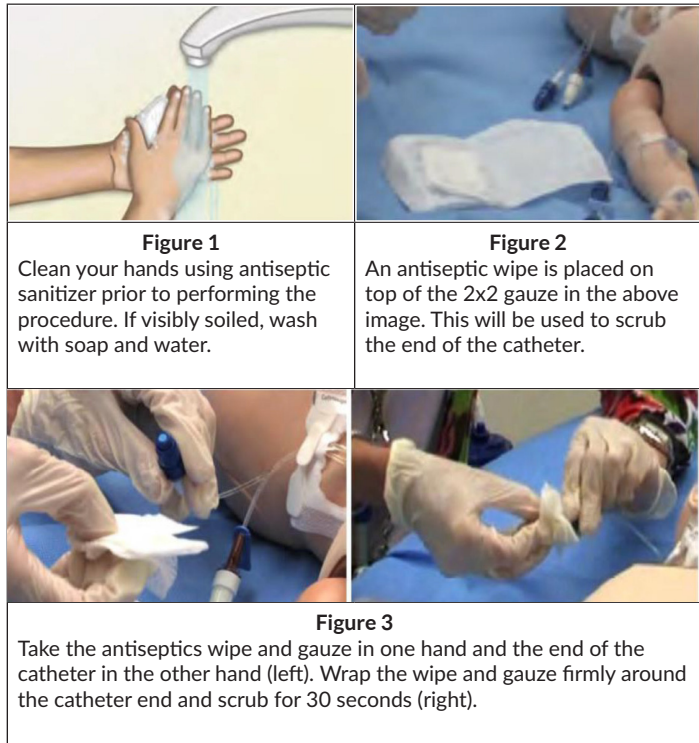 Figure 1
Clean your hands using antiseptic
sanitizer prior to performing the
procedure. If visibly soiled, wash
with soap and water.
Figure 2
An antiseptic wipe is placed on
top of the 2x2 gauze in the above
image. This will be used to scrub
the end of the catheter.
Figure 3
Take the antiseptics wipe and gauze in one hand and the end of the
catheter in the other hand (left). Wrap the wipe and gauze firmly around
the catheter end and scrub for 30 seconds (right).